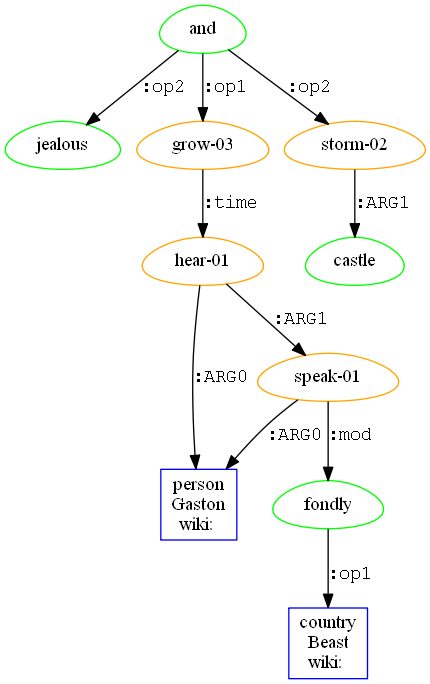 and
:op2 :op1 :op2
jealous grow-03 storm-02
:time :ARG1
hear-01 castle
:ARG1
:ARG0 speak-01
:ARG0 :mod
person
Gaston
wiki:
fondly
:op1
country
Beast
wiki: